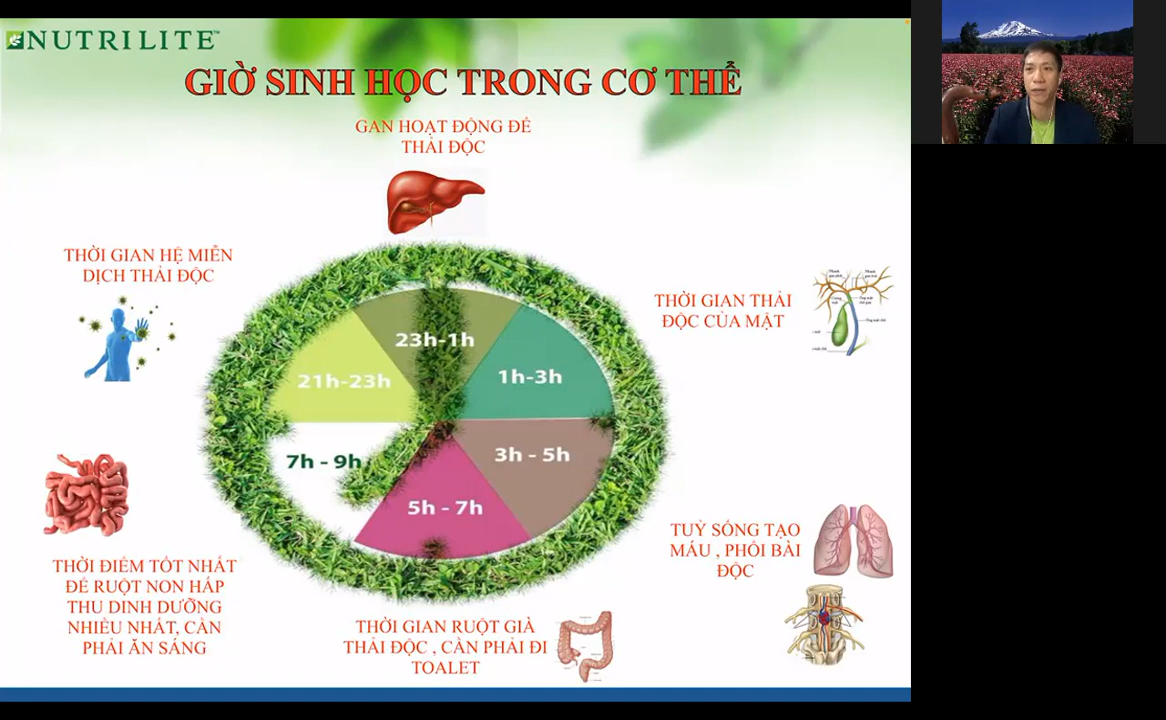 NUTRILITE™
GIỜ SINH HỌC TRONG CƠ THỂ
GAN HOẠT ĐỘNG ĐỂ
THẢI ĐỘC
THỜI GIAN HỆ MIỄN
DỊCH THẢI ĐỘC
THỜI GIAN THẢI
ĐỘC CỦA MẬT
23h-1h
21h-23h
1h-3h
7h - 9h
3h - 5h
5h - 7h
TUỶ SỐNG TẠO
MÁU , PHỔI BÀI
ĐỘC
THỜI ĐIỂM TỐT NHẤT
ĐỂ RUỘT NON HẤP
THU DINH DƯỠNG
NHIỀU NHẤT, CẦN
PHẢI ĂN SÁNG
THỜI GIAN RUỘT GIÀ
THẢI ĐỘC , CẦN PHẢI ĐI
TOALET